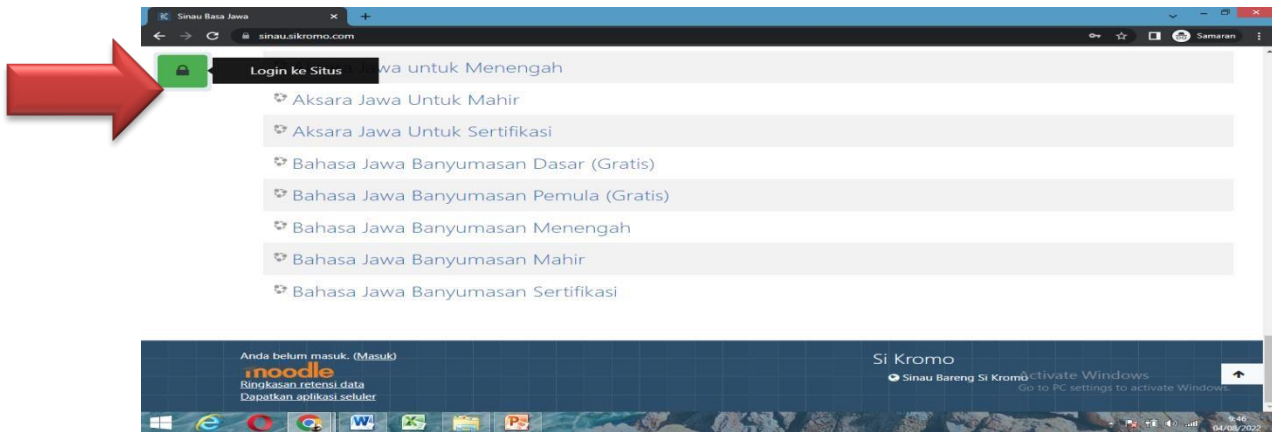 Sinau Basa Jawa
sinau.sikromo.com
Samaran
Login ke Situs
wa untuk Menengah
Aksara Jawa Untuk Mahir
Aksara Jawa Untuk Sertifikasi
Bahasa Jawa Banyumasan Dasar (Gratis)
Bahasa Jawa Banyumasan Pemula (Gratis)
Bahasa Jawa Banyumasan Menengah
Bahasa Jawa Banyumasan Mahir
Bahasa Jawa Banyumasan Sertifikasi
Anda belum masuk. (Masuk)
moodle
Ringkasan retensi data
Dapatkan aplikasi seluler
Si Kromo
Sinau Bareng Si Kromo
Activate Windows
Go to PC settings to activate Windows.
9:46
04/08/2022